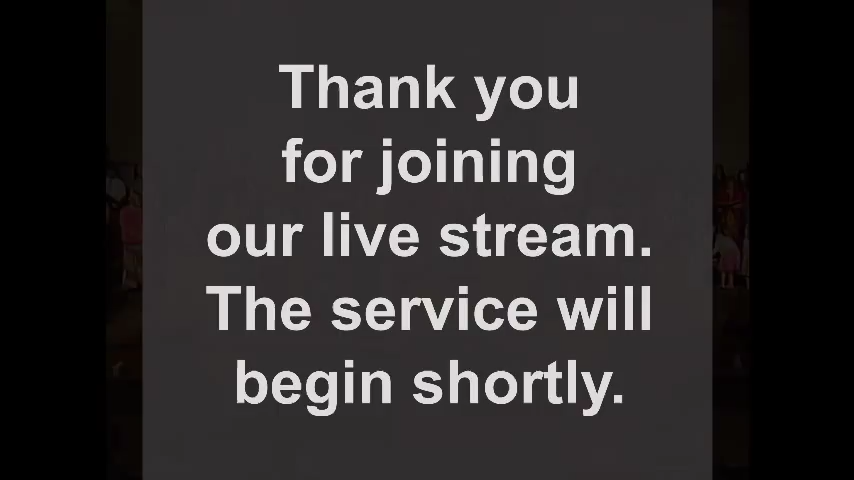 Thank you
for joining
our live stream.
The service will
begin shortly.